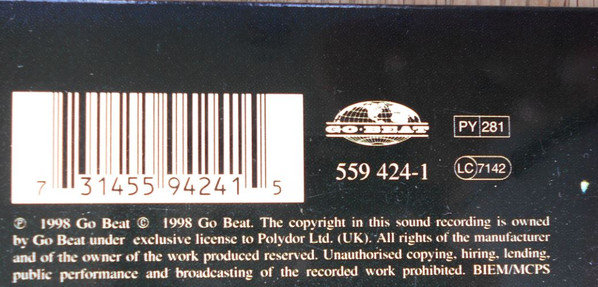 GO·BEAT
PY 281
559 424-1
LC 7142
7 31455 94241 5
℗ 1998 Go Beat © 1998 Go Beat. The copyright in this sound recording is owned
by Go Beat under exclusive license to Polydor Ltd. (UK). All rights of the manufacturer
and of the owner of the work produced reserved. Unauthorised copying, hiring, lending,
public performance and broadcasting of the recorded work prohibited. BIEM/MCPS